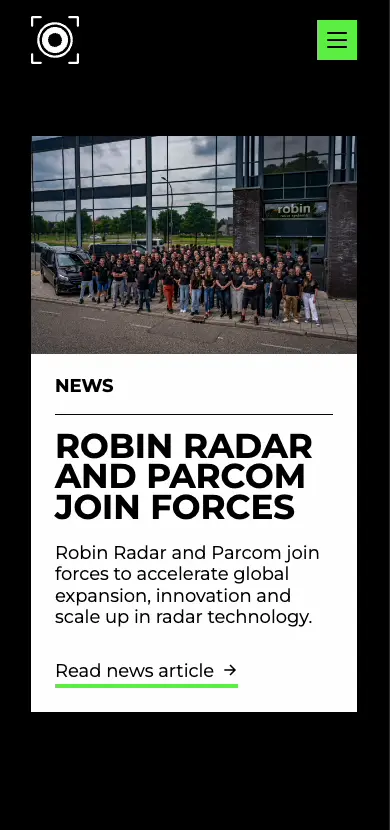 robin
NEWS
ROBIN RADAR
AND PARCOM
JOIN FORCES
Robin Radar and Parcom join
forces to accelerate global
expansion, innovation and
scale up in radar technology.
Read news article →